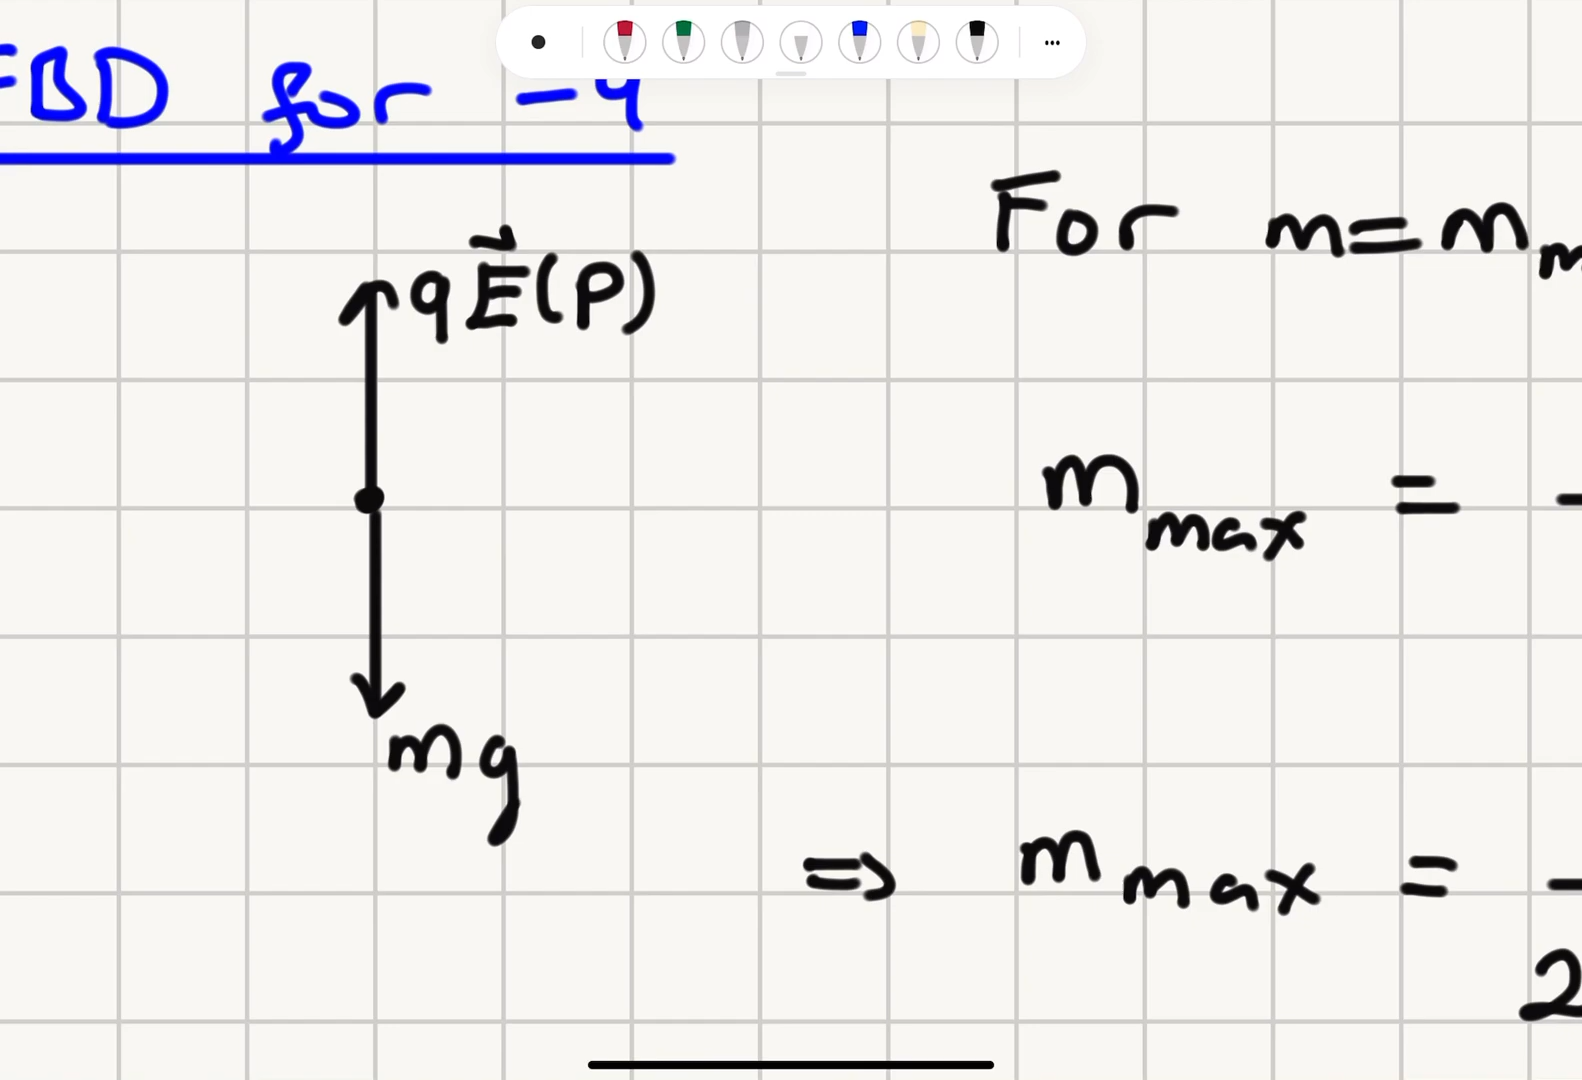 FBD for -q
qE⃗(P)
mg
For m = m
m_max =
⇒ m_max =
2